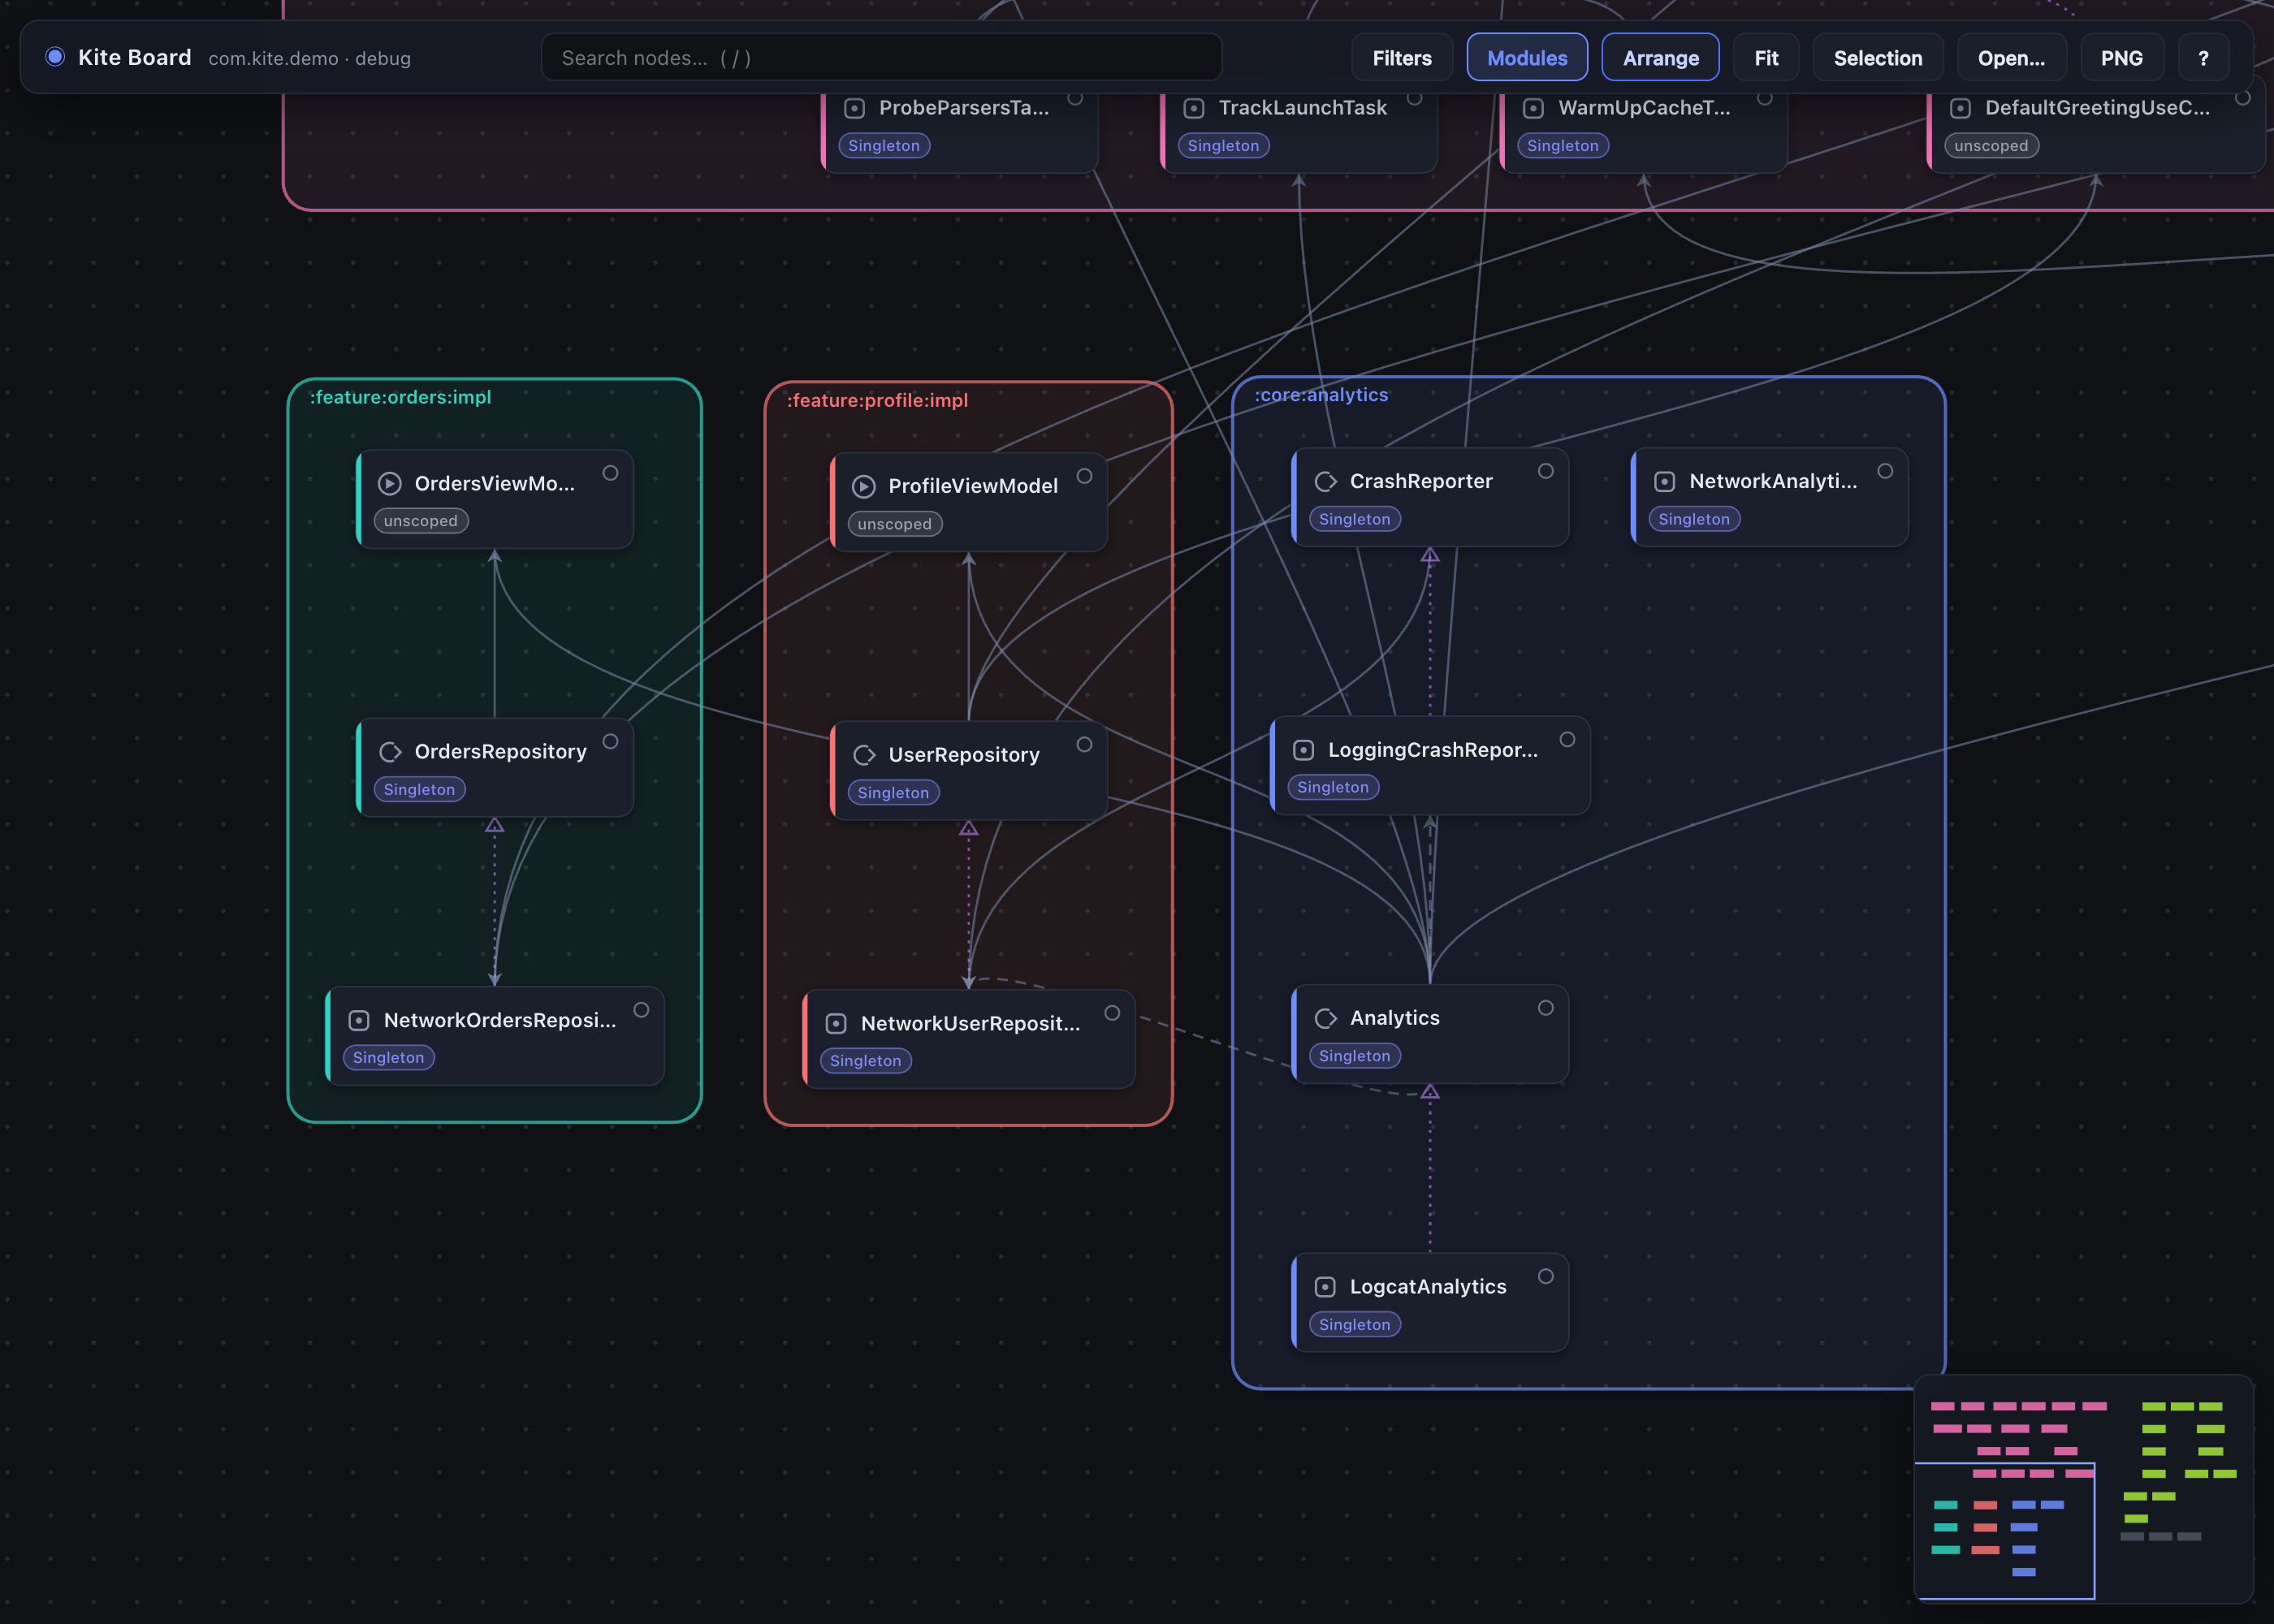 Kite Board com.kite.demo · debug
Search nodes... ( / )
Filters
Modules
Arrange
Fit
Selection
Open...
PNG
?
ProbeParsersTa...
Singleton
TrackLaunchTask
Singleton
WarmUpCacheT...
Singleton
DefaultGreetingUseC...
unscoped
:feature:orders:impl
OrdersViewMo...
unscoped
OrdersRepository
Singleton
NetworkOrdersReposi...
Singleton
:feature:profile:impl
ProfileViewModel
unscoped
UserRepository
Singleton
NetworkUserReposit...
Singleton
:core:analytics
CrashReporter
Singleton
NetworkAnalyti...
Singleton
LoggingCrashRepor...
Singleton
Analytics
Singleton
LogcatAnalytics
Singleton